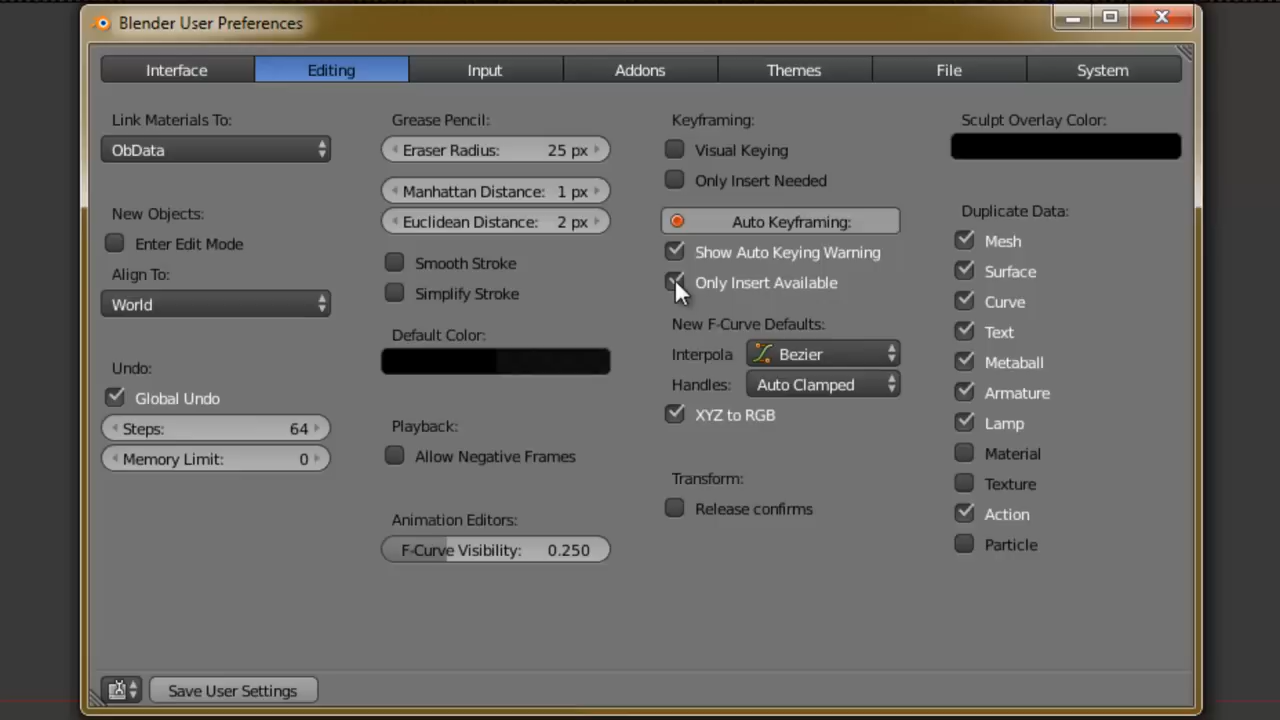 Blender User Preferences
Interface
Editing
Input
Addons
Themes
File
System
Link Materials To:
ObData
New Objects:
Enter Edit Mode
Align To:
World
Undo:
Global Undo
Steps: 64
Memory Limit: 0
Grease Pencil:
Eraser Radius: 25 px
Manhattan Distance: 1 px
Euclidean Distance: 2 px
Smooth Stroke
Simplify Stroke
Default Color:
Playback:
Allow Negative Frames
Animation Editors:
F-Curve Visibility: 0.250
Keyframing:
Visual Keying
Only Insert Needed
Auto Keyframing:
Show Auto Keying Warning
Only Insert Available
New F-Curve Defaults:
Interpola Bezier
Handles: Auto Clamped
XYZ to RGB
Transform:
Release confirms
Sculpt Overlay Color:
Duplicate Data:
Mesh
Surface
Curve
Text
Metaball
Armature
Lamp
Material
Texture
Action
Particle
Save User Settings